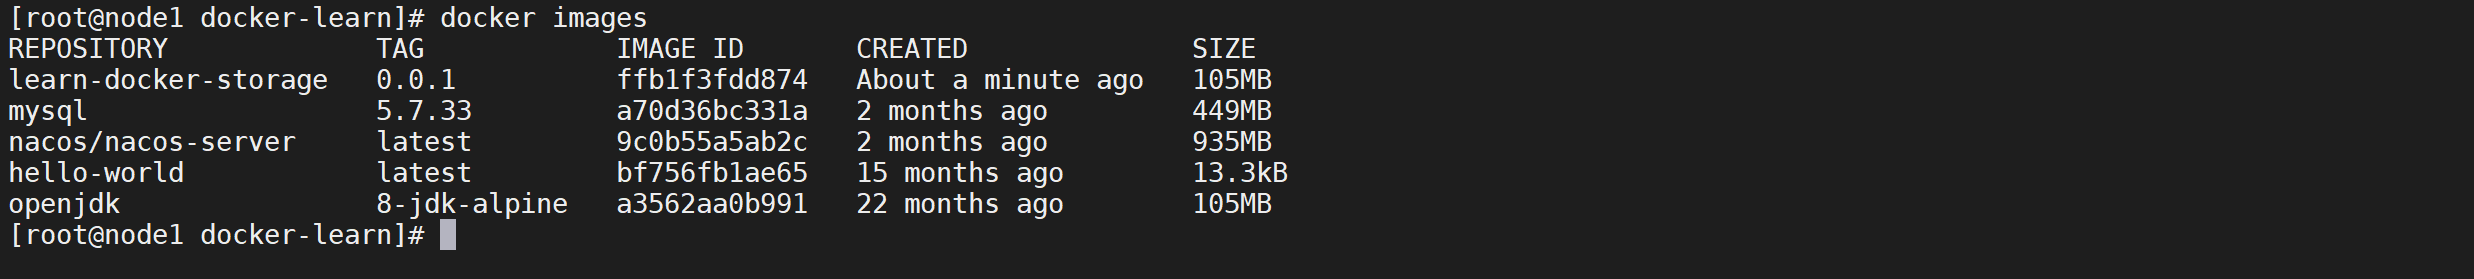 [root@node1 docker-learn]# docker images
REPOSITORY             TAG            IMAGE ID       CREATED              SIZE
learn-docker-storage   0.0.1          ffb1f3fdd874   About a minute ago   105MB
mysql                  5.7.33         a70d36bc331a   2 months ago         449MB
nacos/nacos-server     latest         9c0b55a5ab2c   2 months ago         935MB
hello-world            latest         bf756fb1ae65   15 months ago        13.3kB
openjdk                8-jdk-alpine   a3562aa0b991   22 months ago        105MB
[root@node1 docker-learn]#